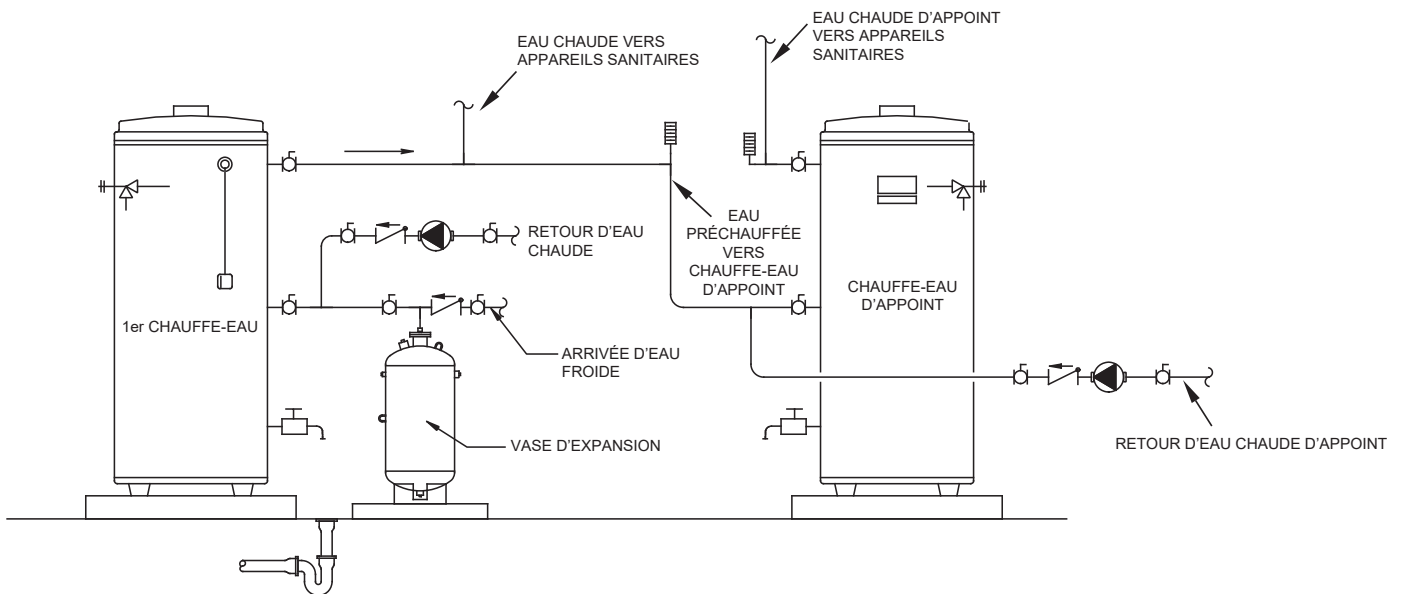 EAU CHAUDE D'APPOINT
VERS APPAREILS
SANITAIRES
EAU CHAUDE VERS
APPAREILS SANITAIRES
RETOUR D'EAU
CHAUDE
EAU
PRÉCHAUFFÉE
VERS
CHAUFFE-EAU
D'APPOINT
CHAUFFE-EAU
D'APPOINT
1er CHAUFFE-EAU
ARRIVÉE D'EAU
FROIDE
VASE D'EXPANSION
RETOUR D'EAU CHAUDE D'APPOINT